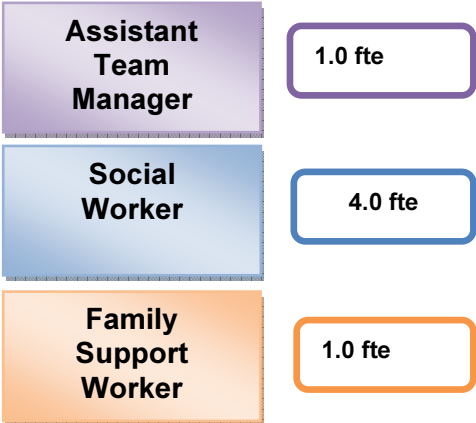 Assistant
Team
Manager
1.0 fte
Social
Worker
4.0 fte
Family
Support
Worker
1.0 fte